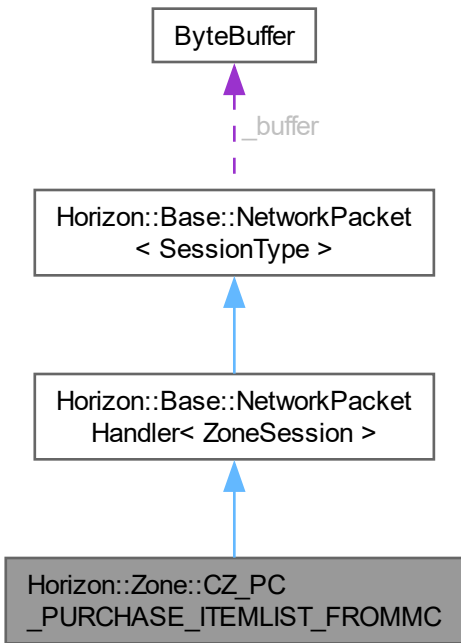 ByteBuffer
_buffer
Horizon::Base::NetworkPacket
< SessionType >
Horizon::Base::NetworkPacket
Handler< ZoneSession >
Horizon::Zone::CZ_PC
_PURCHASE_ITEMLIST_FROMMC